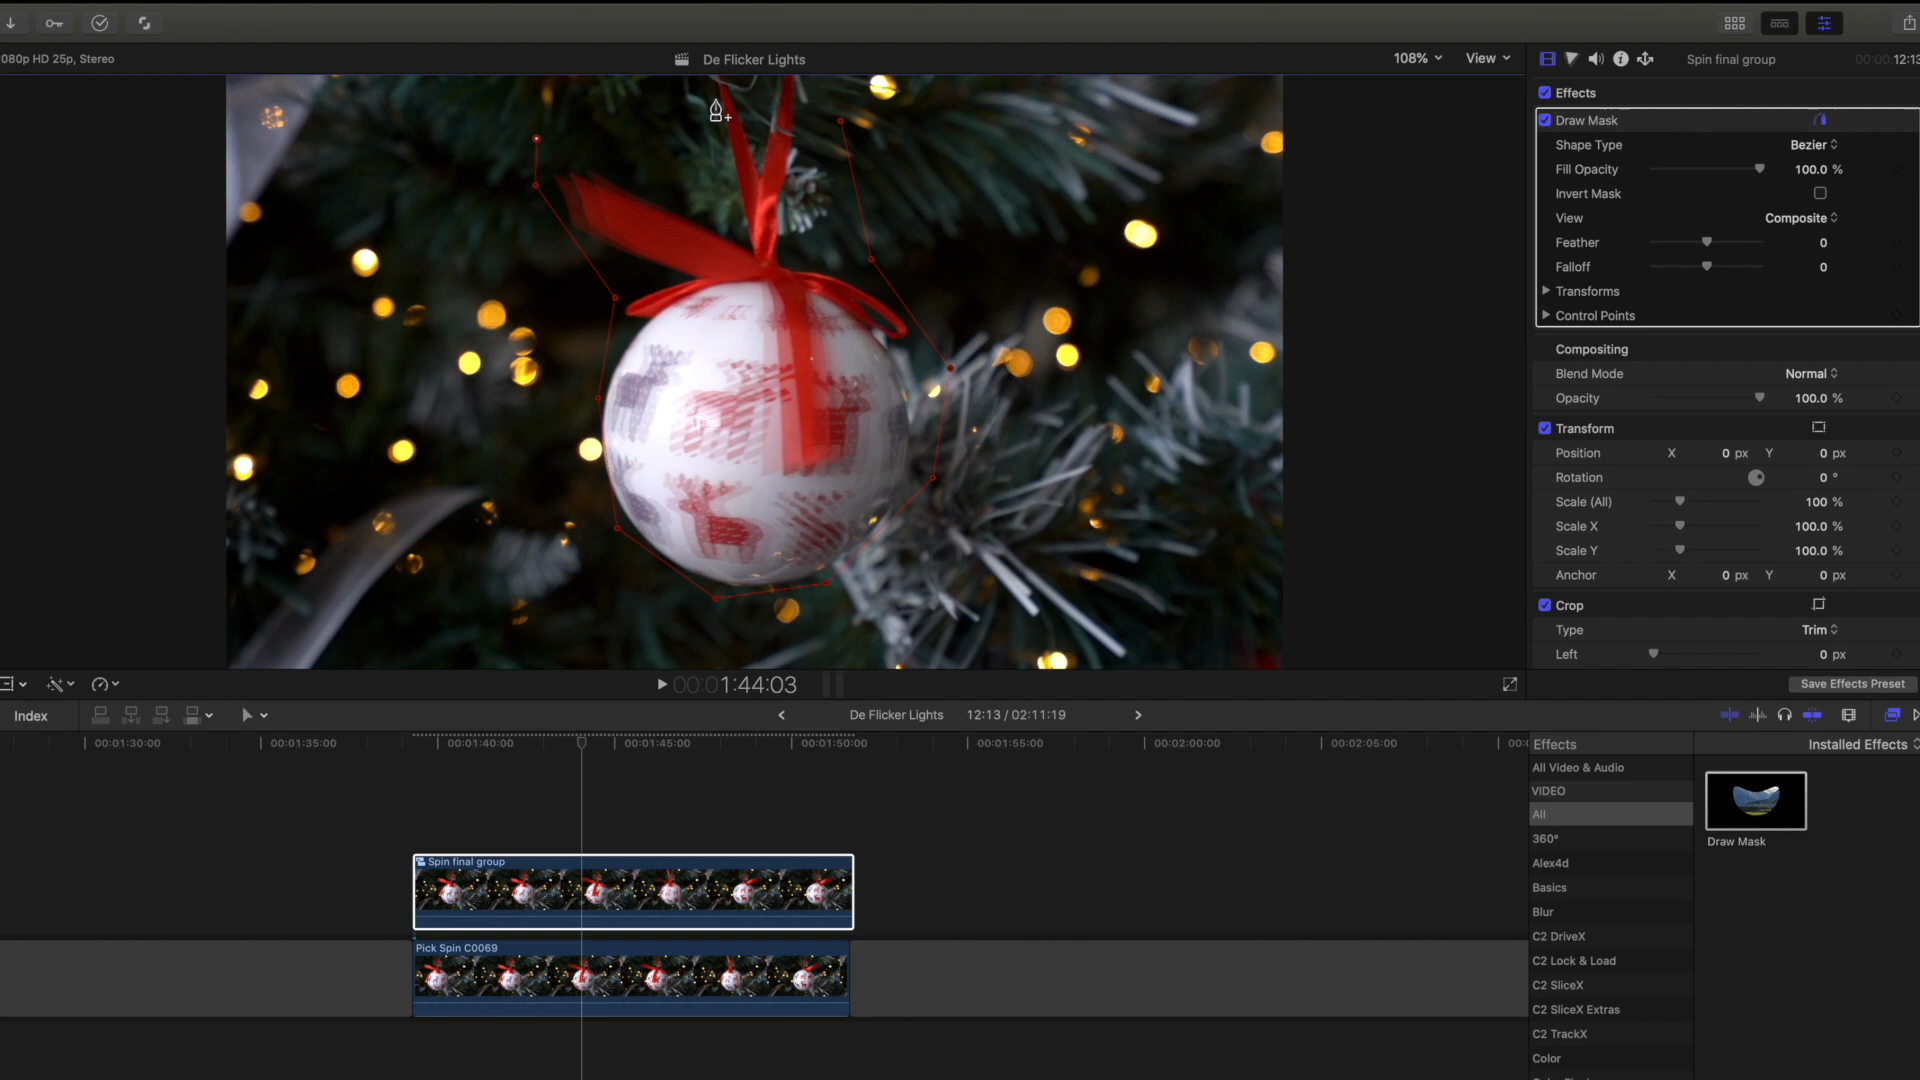 080p HD 25p, Stereo
De Flicker Lights
108%
View
Spin final group
00:00:12:13
Effects
Draw Mask
Shape Type
Bezier
Fill Opacity
100.0 %
Invert Mask
View
Composite
Feather
0
Falloff
0
Transforms
Control Points
Compositing
Blend Mode
Normal
Opacity
100.0 %
Transform
Position
X
0 px
Y
0 px
Rotation
0 °
Scale (All)
100 %
Scale X
100.0 %
Scale Y
100.0 %
Anchor
X
0 px
Y
0 px
Crop
Type
Trim
Left
0 px
00:01:44:03
Save Effects Preset
Index
De Flicker Lights
12:13 / 02:11:19
00:01:30:00
00:01:35:00
00:01:40:00
00:01:45:00
00:01:50:00
00:01:55:00
00:02:00:00
00:02:05:00
Effects
Installed Effects
All Video & Audio
VIDEO
All
360°
Alex4d
Basics
Blur
C2 DriveX
C2 Lock & Load
C2 SliceX
C2 SliceX Extras
C2 TrackX
Color
Draw Mask
Spin final group
Pick Spin C0069